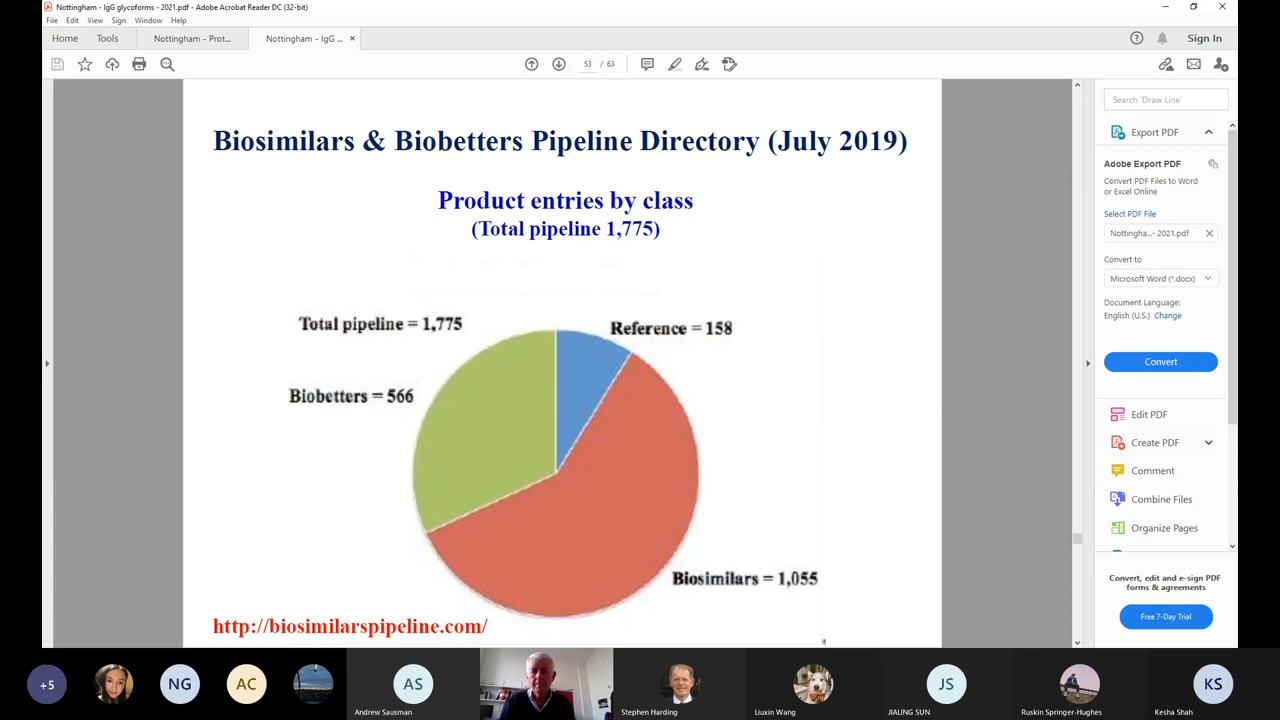 Nottingham - IgG glycoforms - 2021.pdf - Adobe Acrobat Reader DC (32-bit)
File Edit View Sign Window Help
Home Tools Nottingham - Prot... Nottingham - IgG ... × Sign In
53 / 63
Biosimilars & Biobetters Pipeline Directory (July 2019)
Product entries by class
(Total pipeline 1,775)
Total pipeline = 1,775
Reference = 158
Biobetters = 566
Biosimilars = 1,055
http://biosimilarspipeline.com/
Search 'Draw Line'
Export PDF
Adobe Export PDF
Convert PDF Files to Word
or Excel Online
Select PDF File
Nottingha...- 2021.pdf
Convert to
Microsoft Word (*.docx)
Document Language:
English (U.S.) Change
Convert
Edit PDF
Create PDF
Comment
Combine Files
Organize Pages
Convert, edit and e-sign PDF
forms & agreements
Free 7-Day Trial
+5 NG AC AS JS KS
Andrew Sausman Stephen Harding Liuxin Wang JIALING SUN Ruskin Springer-Hughes Kesha Shah